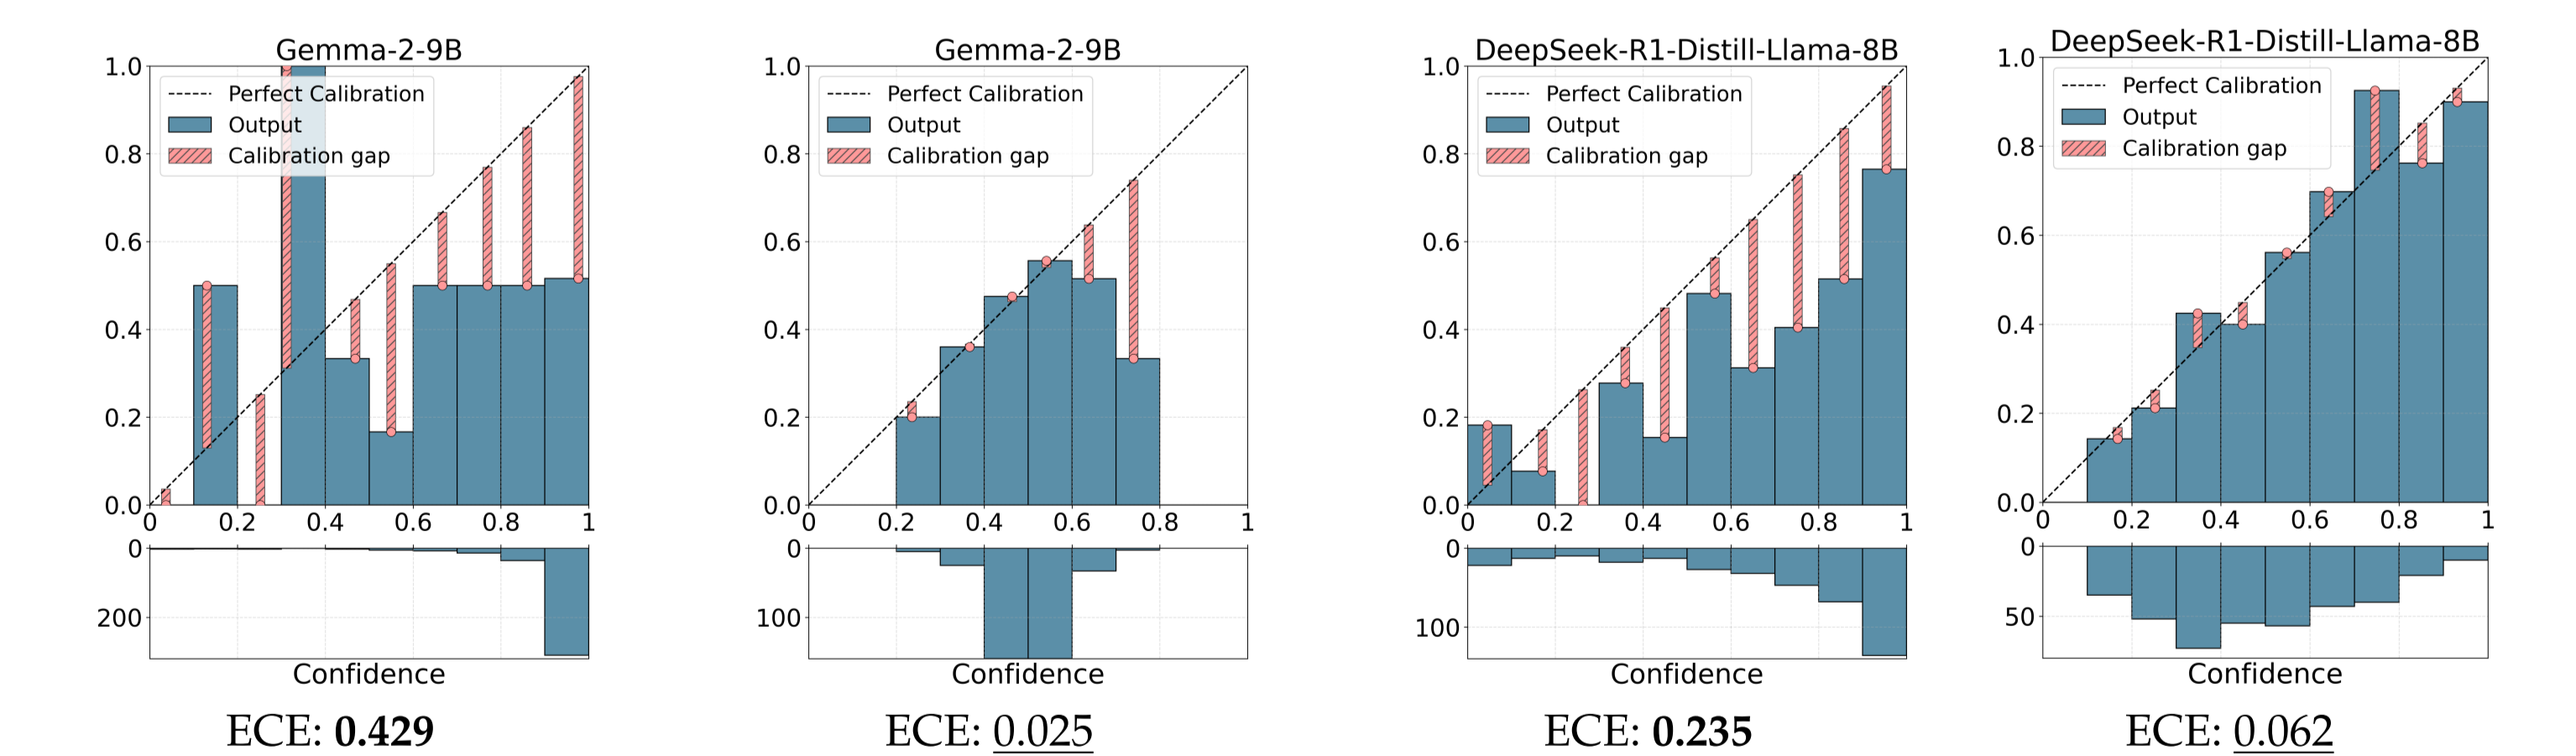 Gemma-2-9B
1.0
0.8
0.6
0.4
0.2
0.0
Perfect Calibration
Output
Calibration gap
0 0.2 0.4 0.6 0.8 1
0
200
Confidence
ECE: 0.429
Gemma-2-9B
1.0
0.8
0.6
0.4
0.2
0.0
Perfect Calibration
Output
Calibration gap
0 0.2 0.4 0.6 0.8 1
0
100
Confidence
ECE: 0.025
DeepSeek-R1-Distill-Llama-8B
1.0
0.8
0.6
0.4
0.2
0.0
Perfect Calibration
Output
Calibration gap
0 0.2 0.4 0.6 0.8 1
0
100
Confidence
ECE: 0.235
DeepSeek-R1-Distill-Llama-8B
1.0
0.8
0.6
0.4
0.2
0.0
Perfect Calibration
Output
Calibration gap
0 0.2 0.4 0.6 0.8 1
0
50
Confidence
ECE: 0.062